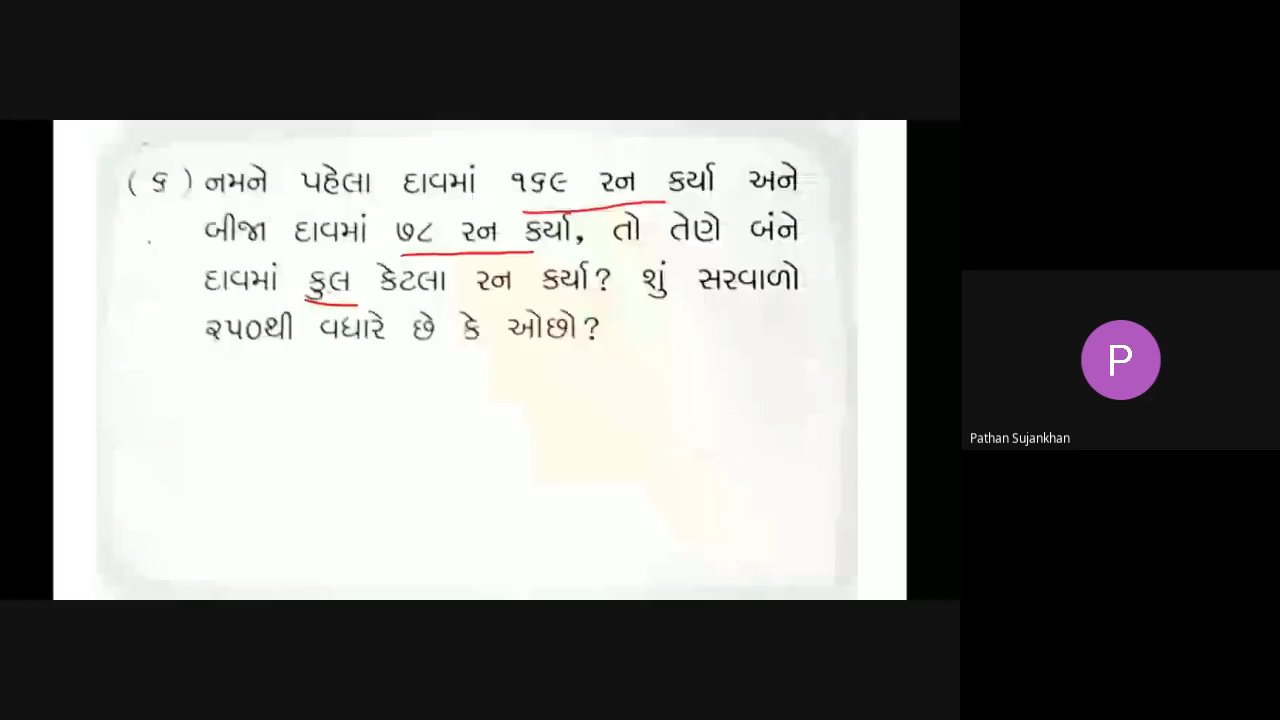 ( ૬ ) નમને પહેલા દાવમાં ૧૬૯ રન કર્યા અને
બીજા દાવમાં ૭૮ રન કર્યા, તો તેણે બંને
દાવમાં કુલ કેટલા રન કર્યા? શું સરવાળો
૨૫૦થી વધારે છે કે ઓછો?
P
Pathan Sujankhan